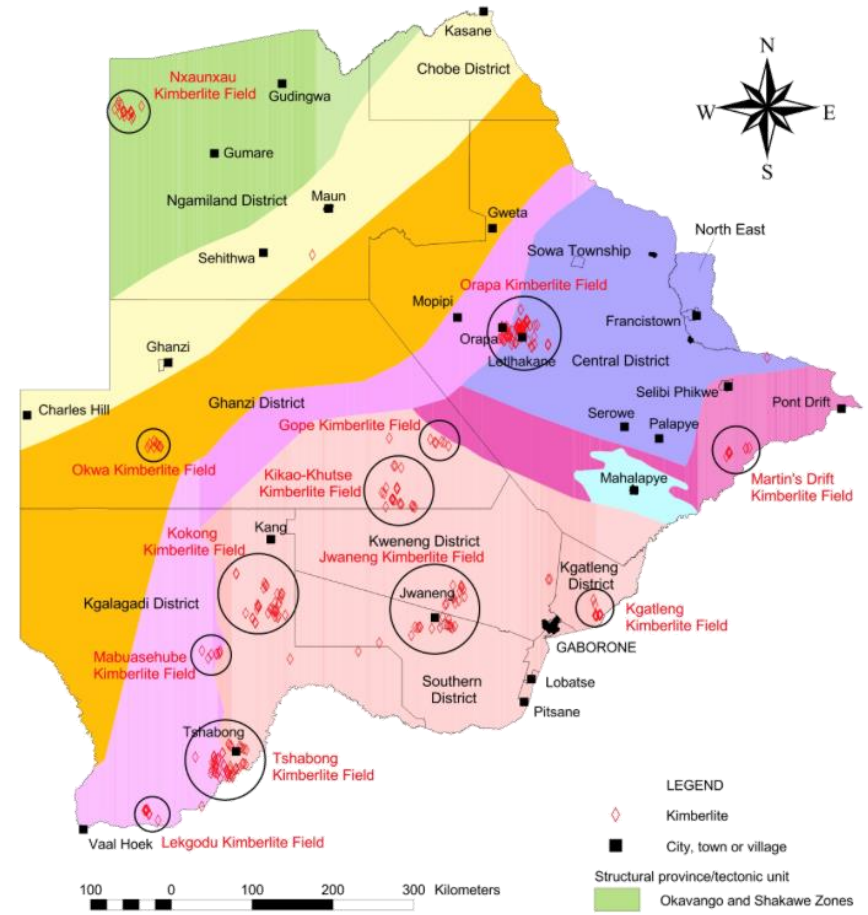 Kasane
Chobe District
N
W
E
S
Nxaunxau
Kimberlite Field
Gudingwa
Gumare
Ngamiland District
Maun
Sehithwa
Gweta
North East
Sowa Township
Orapa Kimberlite Field
Mopipi
Orapa
Letlhakane
Francistown
Central District
Ghanzi
Selibi Phikwe
Charles Hill
Ghanzi District
Pont Drift
Gope Kimberlite Field
Serowe
Palapye
Okwa Kimberlite Field
Kikao-Khutse
Kimberlite Field
Mahalapye
Martin's Drift
Kimberlite Field
Kokong
Kimberlite Field
Kang
Kweneng District
Jwaneng Kimberlite Field
Kgatleng
District
Kgalagadi District
Jwaneng
Kgatleng
Kimberlite Field
GABORONE
Mabuasehube
Kimberlite Field
Southern
District
Lobatse
Pitsane
Tshabong
Tshabong
Kimberlite Field
Vaal Hoek
Lekgodu Kimberlite Field
LEGEND
Kimberlite
City, town or village
Structural province/tectonic unit
Okavango and Shakawe Zones
100 0 100 200 300 Kilometers